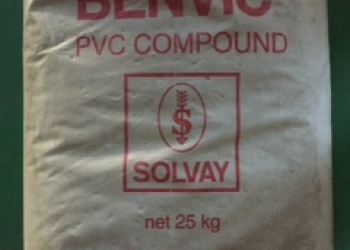 BENVIC
PVC COMPOUND
S
SOLVAY
net 25 kg